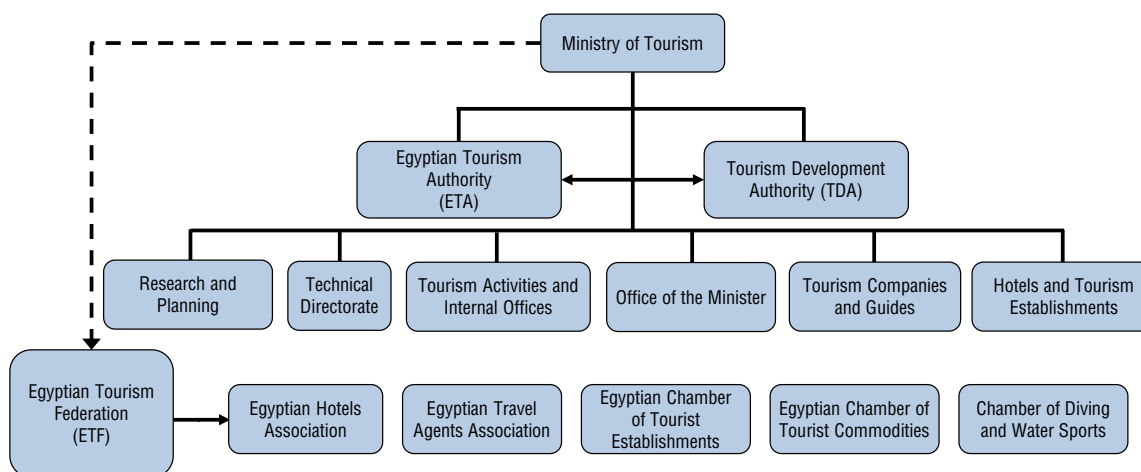 Ministry of Tourism
Egyptian Tourism
Authority
(ETA)
Tourism Development
Authority (TDA)
Research and
Planning
Technical
Directorate
Tourism Activities and
Internal Offices
Office of the Minister
Tourism Companies
and Guides
Hotels and Tourism
Establishments
Egyptian Tourism
Federation
(ETF)
Egyptian Hotels
Association
Egyptian Travel
Agents Association
Egyptian Chamber
of Tourist
Establishments
Egyptian Chamber of
Tourist Commodities
Chamber of Diving
and Water Sports